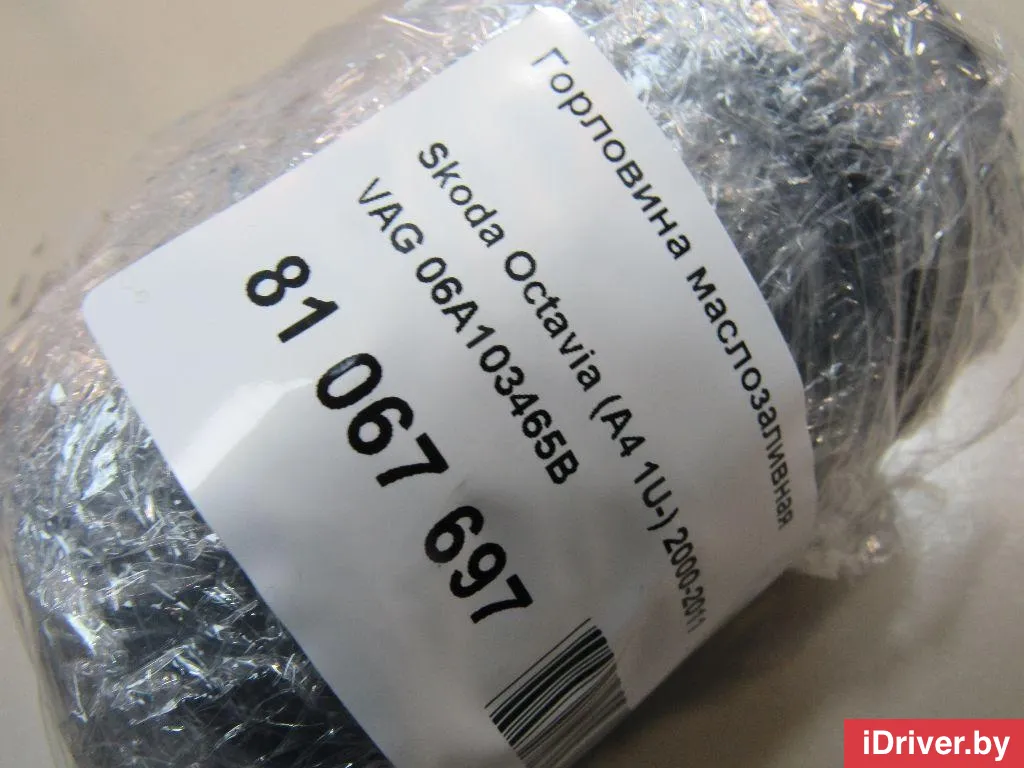 Горловина маслозаливная
Skoda Octavia (A4 1U-) 2000-2011
VAG 06A103465B
81 067 697
iDriver.by